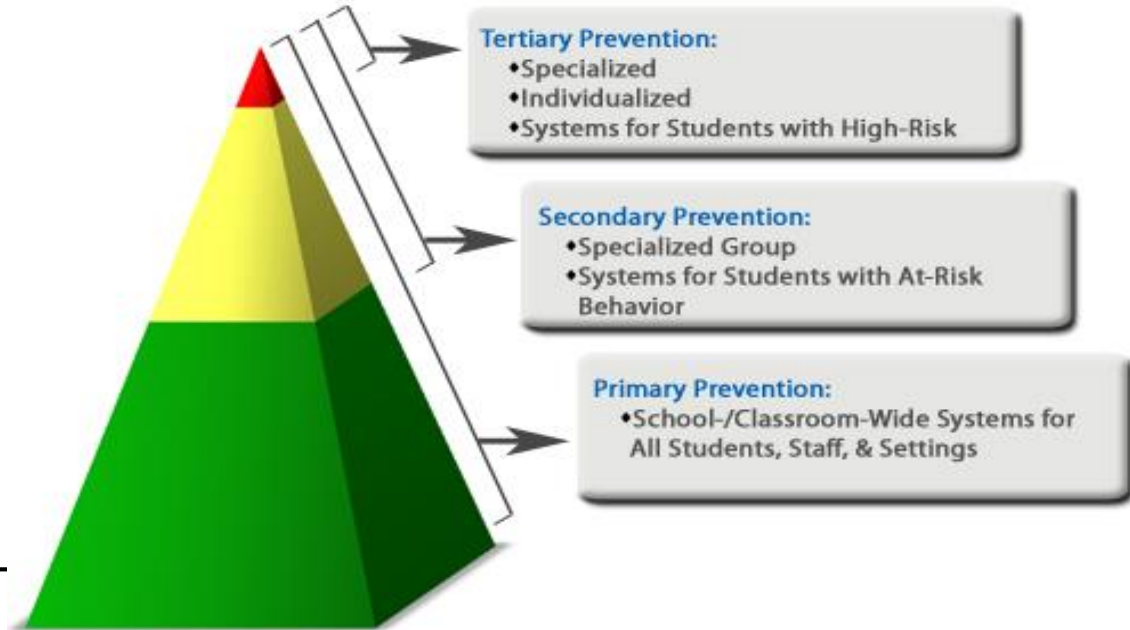 Tertiary Prevention:
♦Specialized
♦Individualized
♦Systems for Students with High-Risk
Secondary Prevention:
♦Specialized Group
♦Systems for Students with At-Risk
Behavior
Primary Prevention:
♦School-/Classroom-Wide Systems for
All Students, Staff, & Settings